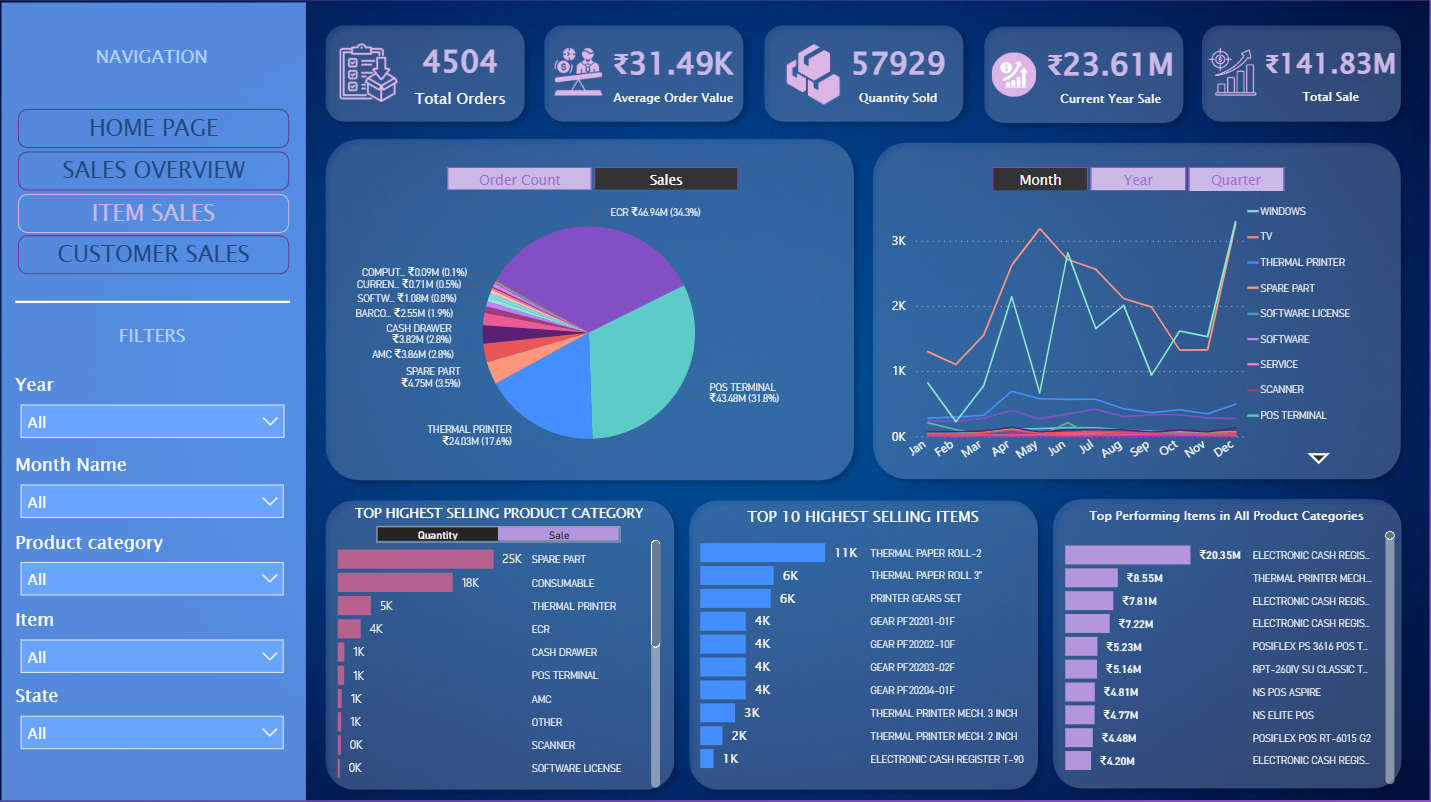 NAVIGATION
HOME PAGE
SALES OVERVIEW
ITEM SALES
CUSTOMER SALES
FILTERS
Year
All
Month Name
All
Product category
All
Item
All
State
All
4504
Total Orders
₹31.49K
Average Order Value
57929
Quantity Sold
₹23.61M
Current Year Sale
₹141.83M
Total Sale
Order Count
Sales
ECR ₹46.94M (34.3%)
COMPUT... ₹0.09M (0.1%)
CURREN... ₹0.71M (0.5%)
SOFTW... ₹1.08M (0.8%)
BARCO... ₹2.55M (1.9%)
CASH DRAWER
₹3.82M (2.8%)
AMC ₹3.86M (2.8%)
SPARE PART
₹4.75M (3.5%)
THERMAL PRINTER
₹24.03M (17.6%)
POS TERMINAL
₹43.48M (31.8%)
Month
Year
Quarter
3K
2K
1K
0K
Jan
Feb
Mar
Apr
May
Jun
Jul
Aug
Sep
Oct
Nov
Dec
WINDOWS
TV
THERMAL PRINTER
SPARE PART
SOFTWARE LICENSE
SOFTWARE
SERVICE
SCANNER
POS TERMINAL
TOP HIGHEST SELLING PRODUCT CATEGORY
Quantity
Sale
25K SPARE PART
18K CONSUMABLE
5K THERMAL PRINTER
4K ECR
1K CASH DRAWER
1K POS TERMINAL
1K AMC
1K OTHER
0K SCANNER
0K SOFTWARE LICENSE
TOP 10 HIGHEST SELLING ITEMS
11K THERMAL PAPER ROLL-2
6K THERMAL PAPER ROLL 3"
6K PRINTER GEARS SET
4K GEAR PF20201-01F
4K GEAR PF20202-10F
4K GEAR PF20203-02F
4K GEAR PF20204-01F
3K THERMAL PRINTER MECH. 3 INCH
2K THERMAL PRINTER MECH. 2 INCH
1K ELECTRONIC CASH REGISTER T-90
Top Performing Items in All Product Categories
₹20.35M ELECTRONIC CASH REGIS...
₹8.55M THERMAL PRINTER MECH...
₹7.81M ELECTRONIC CASH REGIS...
₹7.22M ELECTRONIC CASH REGIS...
₹5.23M POSIFLEX PS 3616 POS T...
₹5.16M RPT-260IV SU CLASSIC T...
₹4.81M NS POS ASPIRE
₹4.77M NS ELITE POS
₹4.48M POSIFLEX POS RT-6015 G2
₹4.20M ELECTRONIC CASH REGIS...